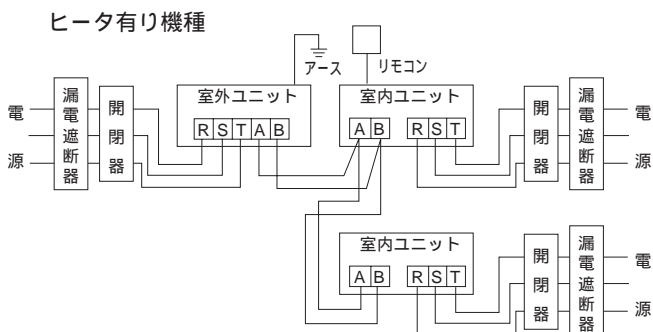 ヒータ有り機種
アース
リモコン
電源
漏電遮断器
開閉器
室外ユニット
R S T A B
室内ユニット
A B
R S T
開閉器
漏電遮断器
電源
室内ユニット
A B
R S T
開閉器
漏電遮断器
電源